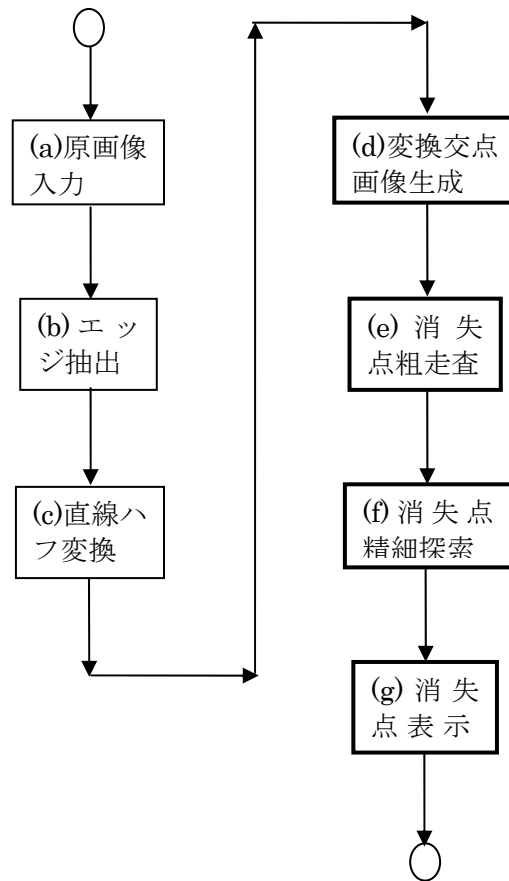 (a)原画像
入力
(b)エッ
ジ抽出
(c)直線ハ
フ変換
(d)変換交点
画像生成
(e)消失
点粗走査
(f)消失点
精細探索
(g)消失
点表示